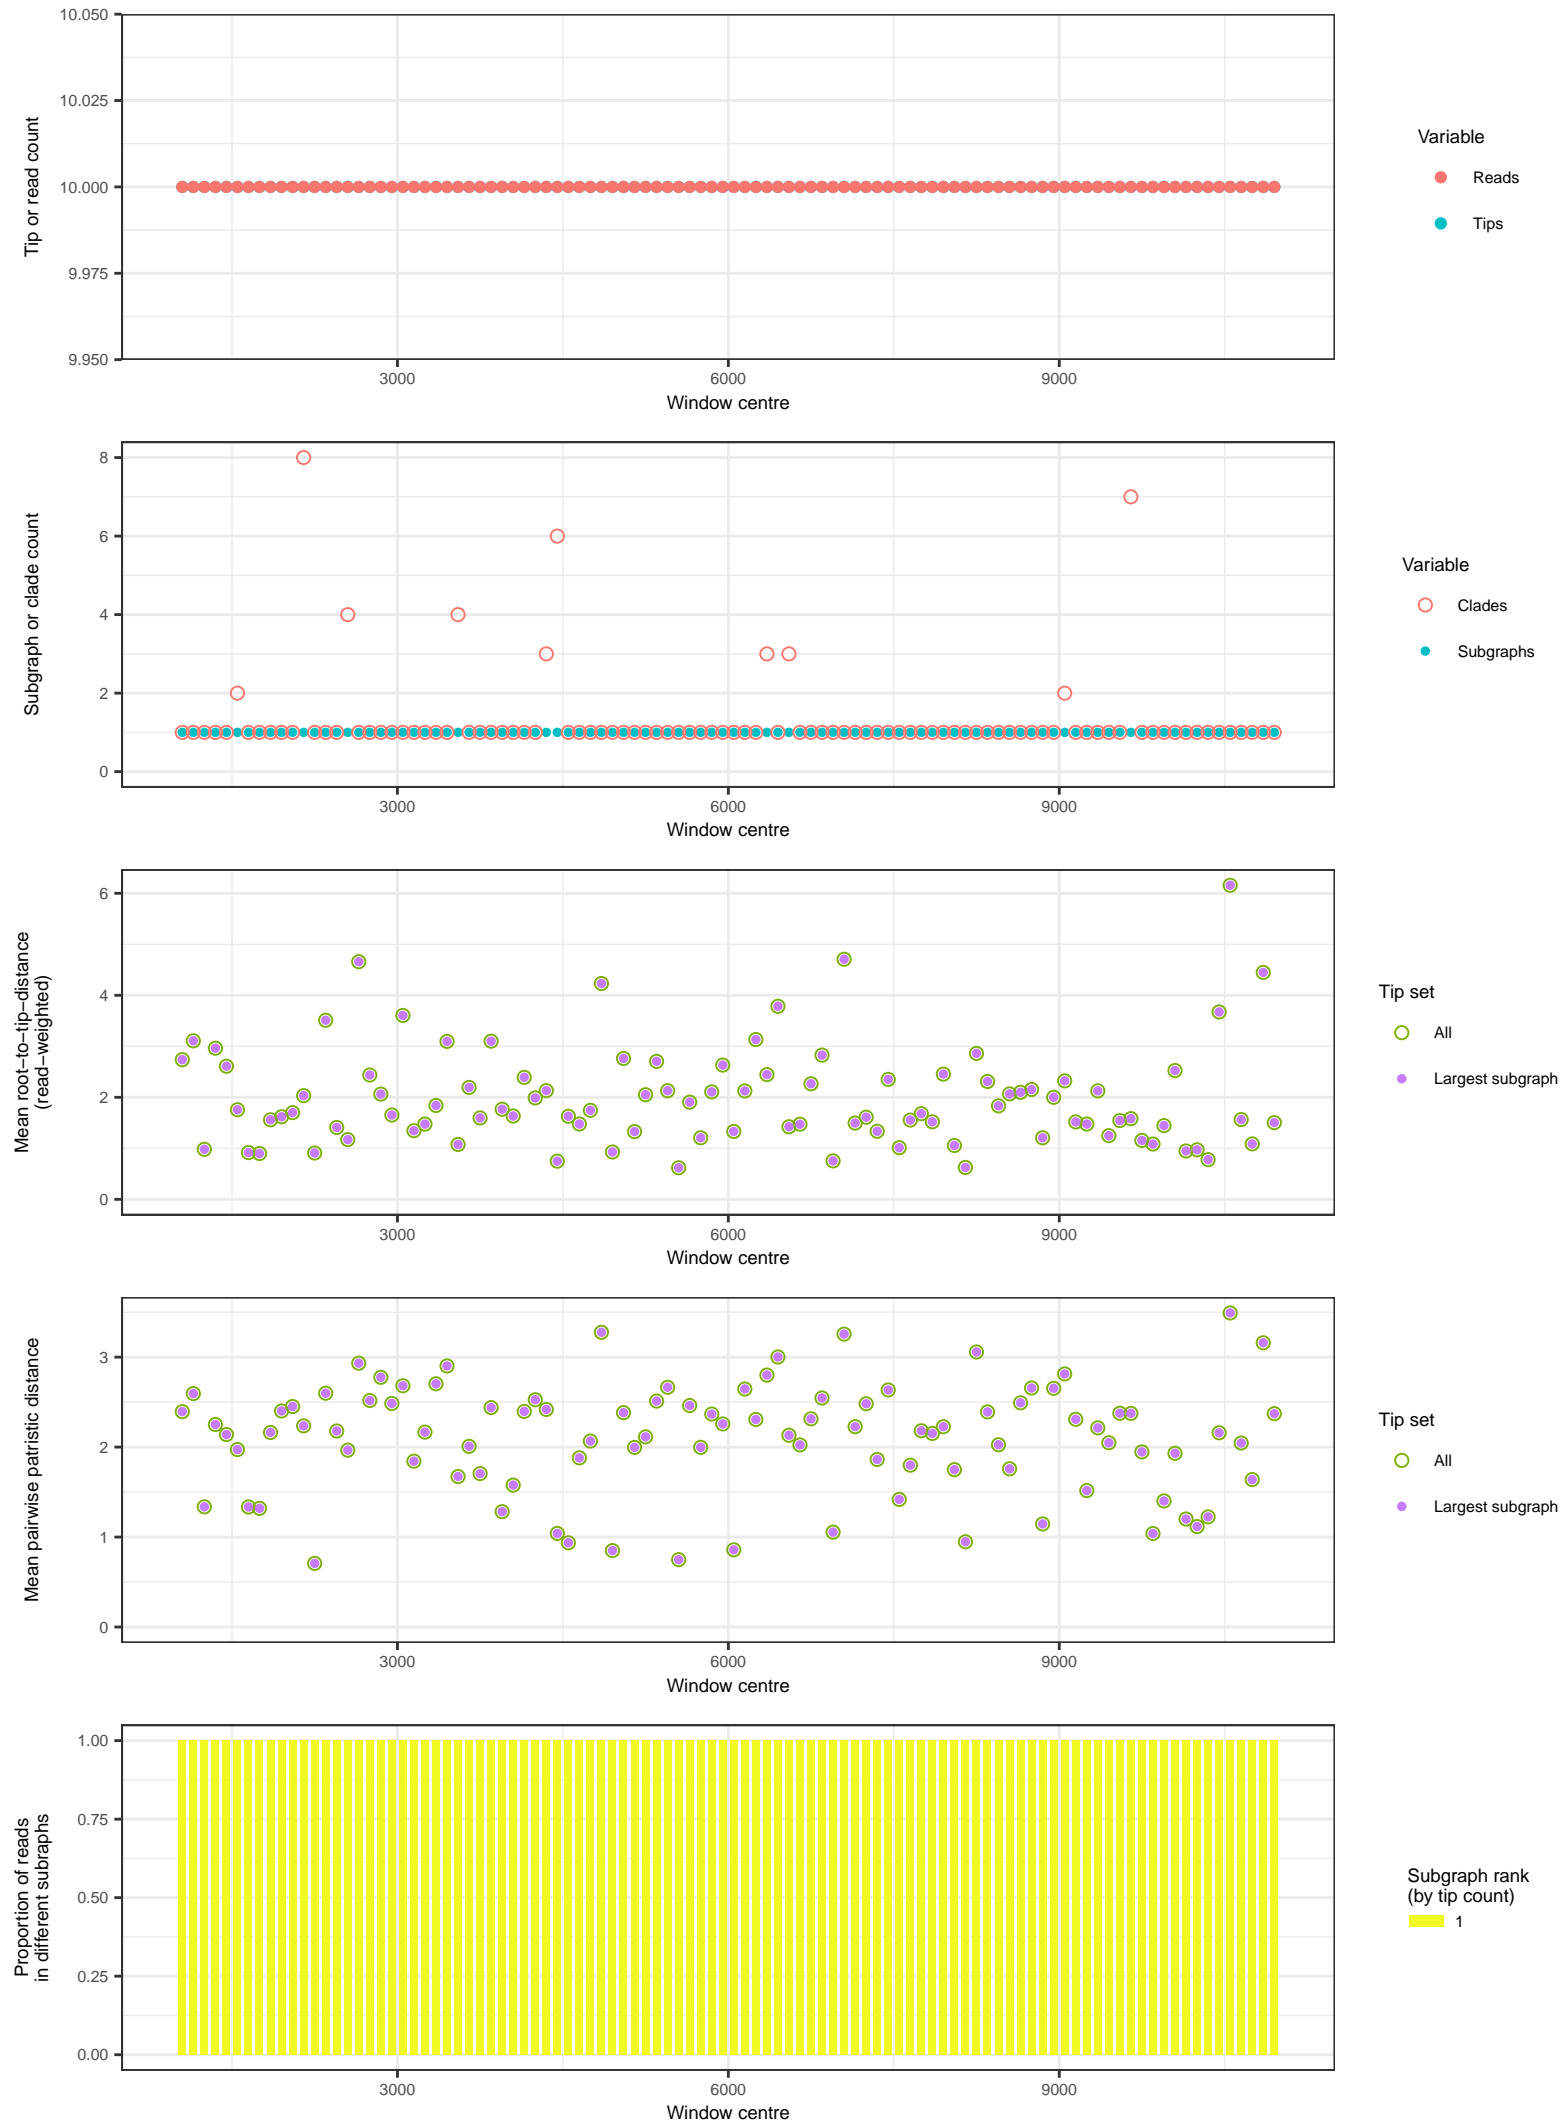 10.050
10.025
10.000
9.975
9.950
Tip or read count
3000
6000
9000
Window centre
Variable
Reads
Tips
8
6
4
2
0
Subgraph or clade count
3000
6000
9000
Window centre
Variable
Clades
Subgraphs
6
4
2
0
Mean root−to−tip−distance
(read−weighted)
3000
6000
9000
Window centre
Tip set
All
Largest subgraph
3
2
1
0
Mean pairwise patristic distance
3000
6000
9000
Window centre
Tip set
All
Largest subgraph
1.00
0.75
0.50
0.25
0.00
Proportion of reads
in different subraphs
3000
6000
9000
Window centre
Subgraph rank
(by tip count)
1